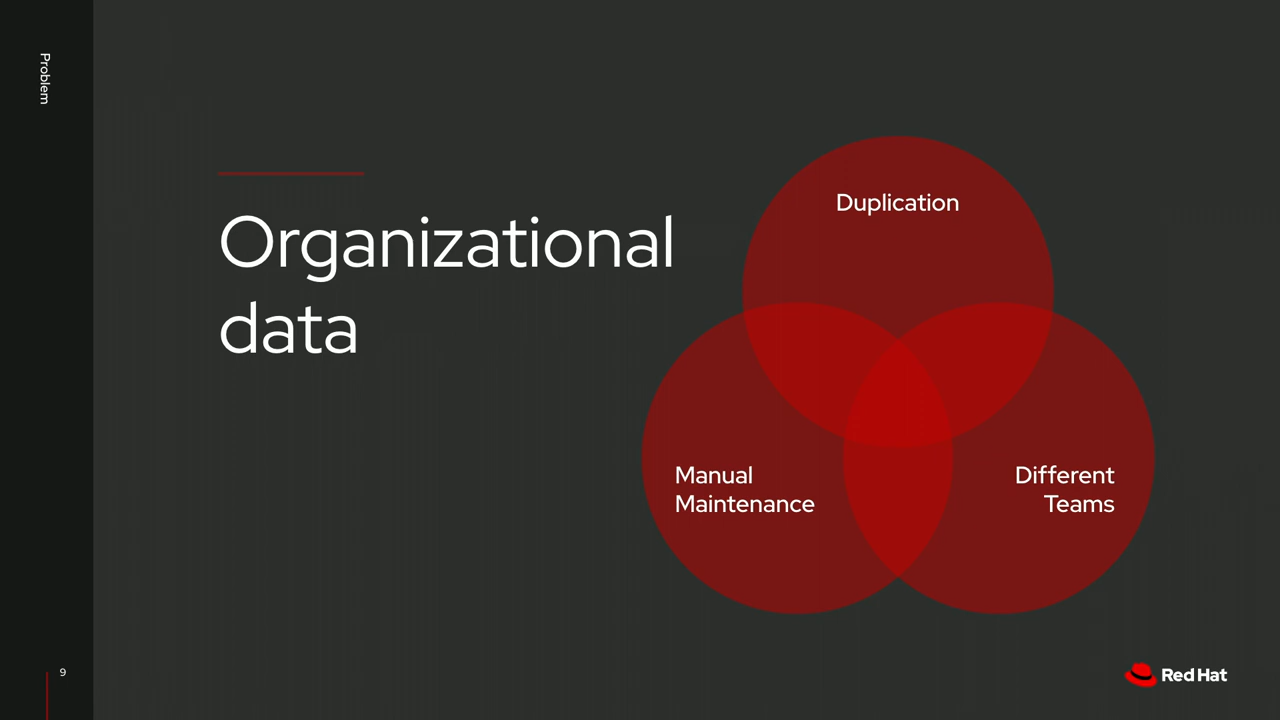 Problem
Organizational
data
Duplication
Manual
Maintenance
Different
Teams
9
Red Hat